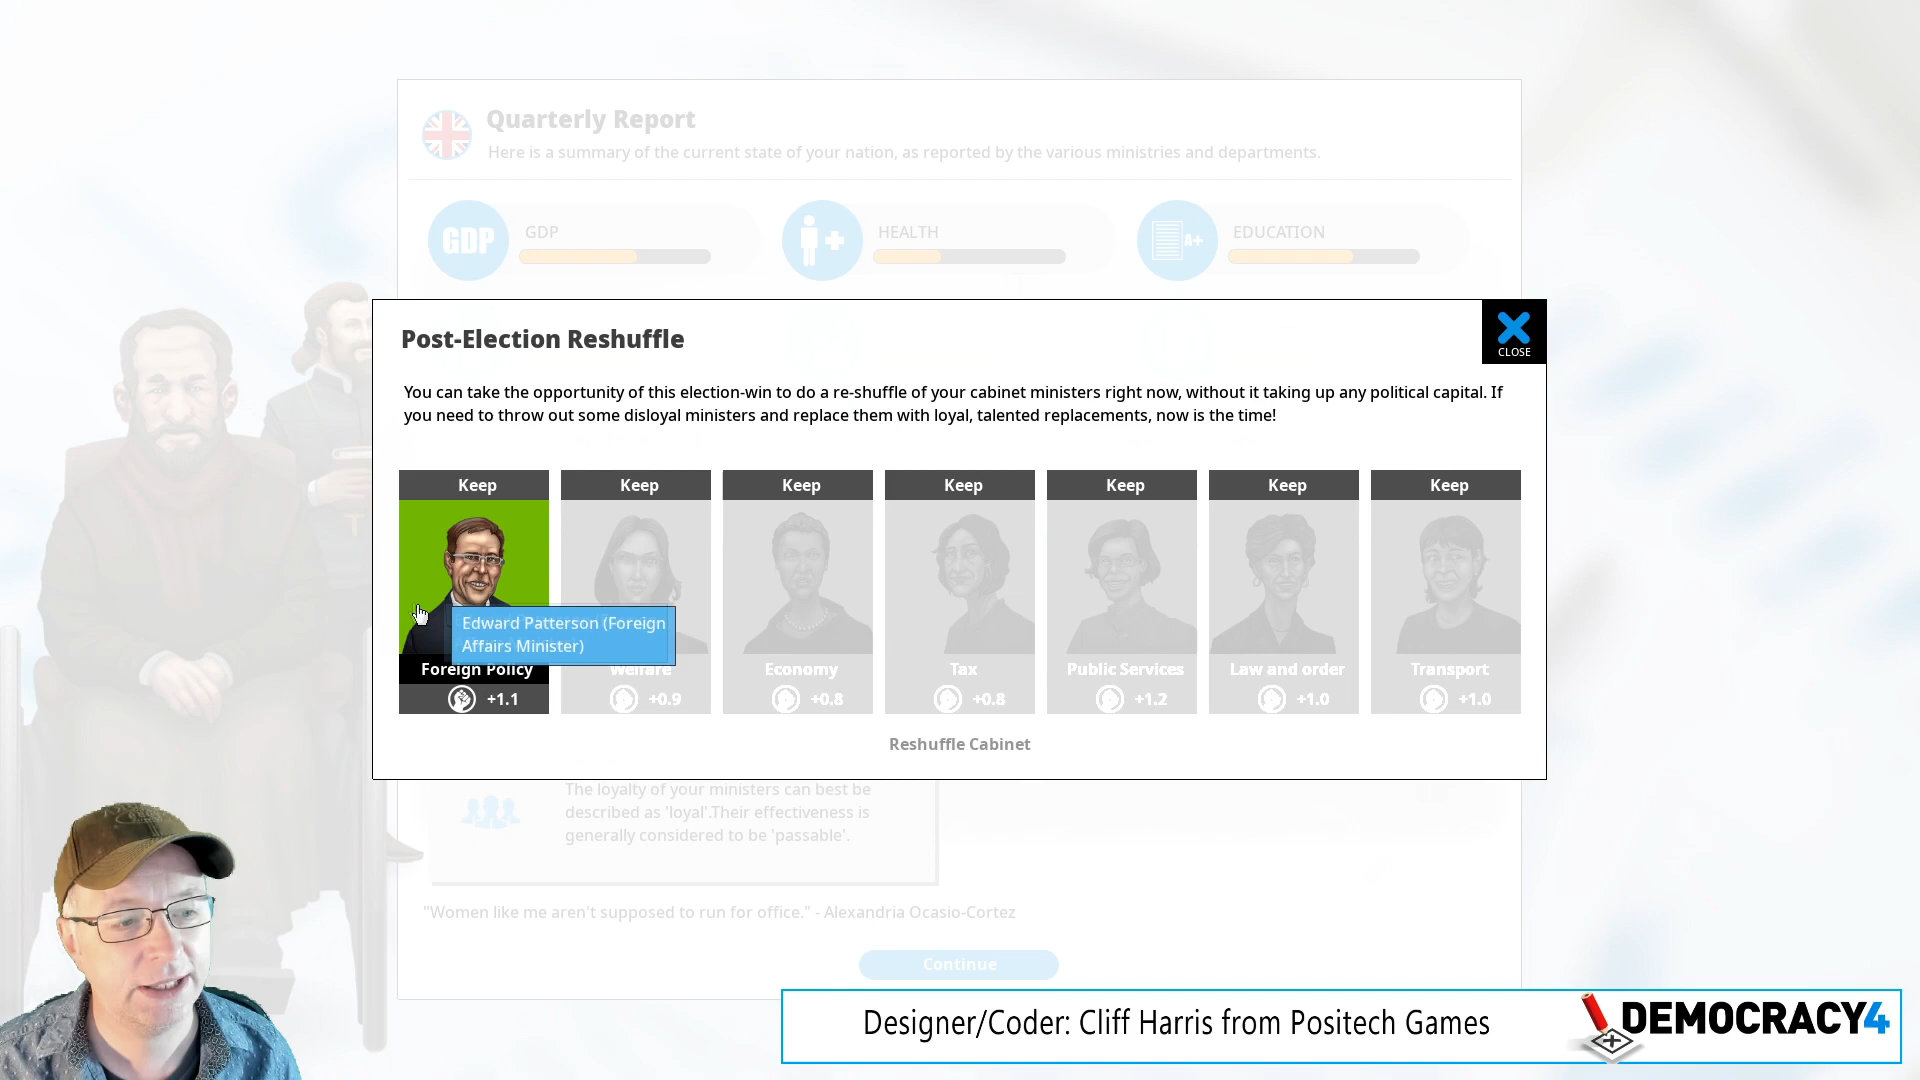 Quarterly Report
Here is a summary of the current state of your nation, as reported by the various ministries and departments.
GDP GDP
HEALTH
A+ EDUCATION
Post-Election Reshuffle
CLOSE
You can take the opportunity of this election-win to do a re-shuffle of your cabinet ministers right now, without it taking up any political capital. If
you need to throw out some disloyal ministers and replace them with loyal, talented replacements, now is the time!
Keep Keep Keep Keep Keep Keep Keep
Edward Patterson (Foreign
Affairs Minister)
Foreign Policy Welfare Economy Tax Public Services Law and order Transport
+1.1 +0.9 +0.8 +0.8 +1.2 +1.0 +1.0
Reshuffle Cabinet
The loyalty of your ministers can best be
described as 'loyal'.Their effectiveness is
generally considered to be 'passable'.
"Women like me aren't supposed to run for office." - Alexandria Ocasio-Cortez
Continue
Designer/Coder: Cliff Harris from Positech Games
DEMOCRACY4